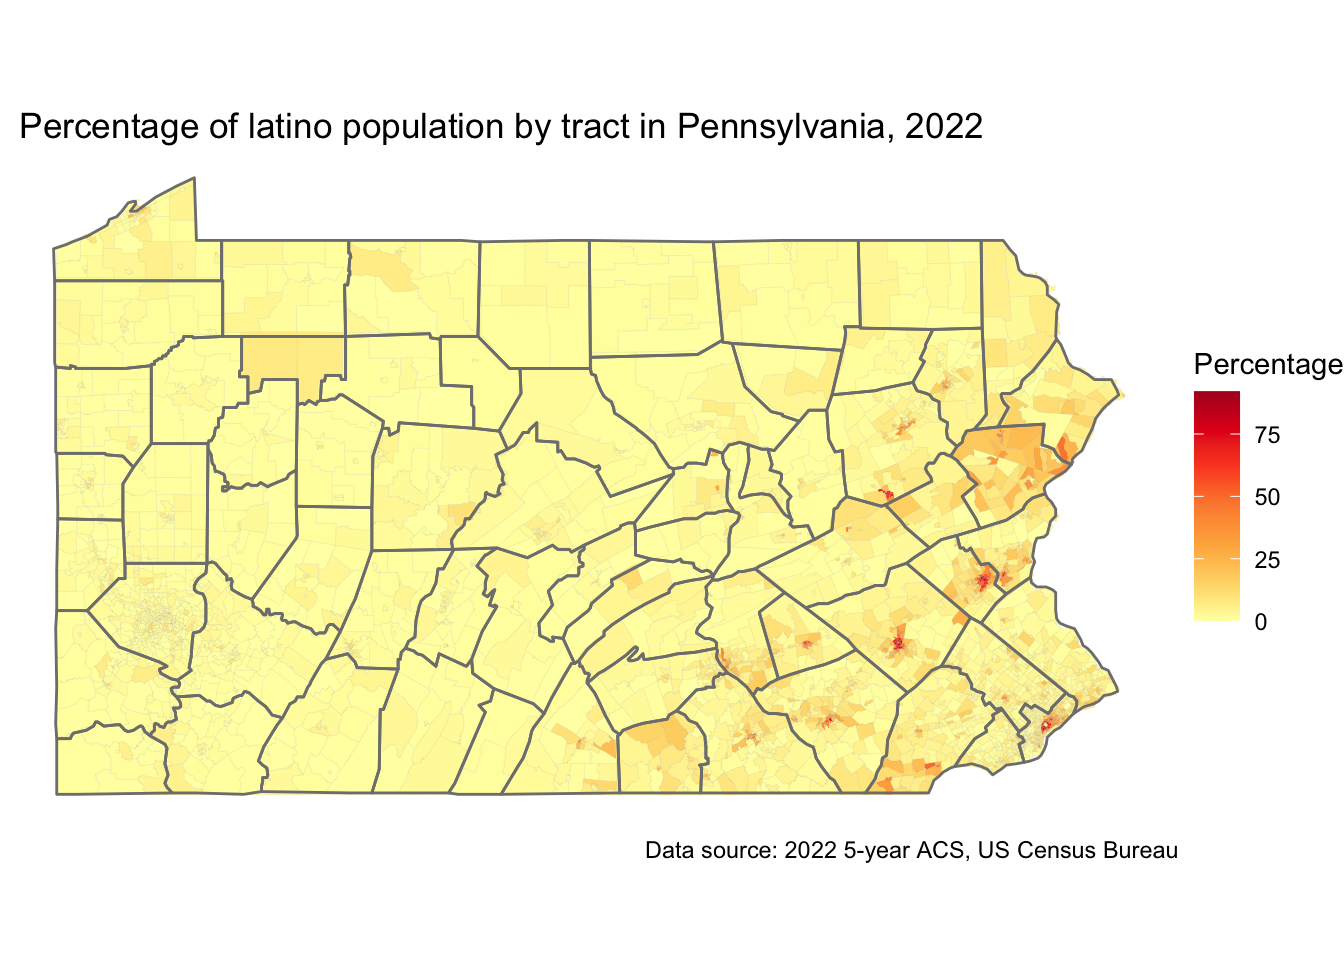 Percentage of latino population by tract in Pennsylvania, 2022
Percentage
75
50
25
0
Data source: 2022 5-year ACS, US Census Bureau